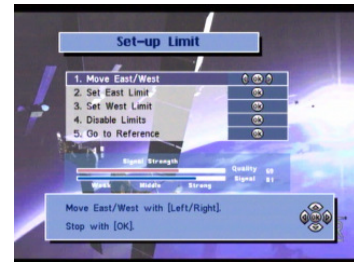 Set-up Limit
1. Move East/West OK
2. Set East Limit OK
3. Set West Limit OK
4. Disable Limits OK
5. Go to Reference OK
Signal Strength
Weak Middle Strong
Quality
Signal
Move East/West with [Left/Right].
Stop with [OK].
OK